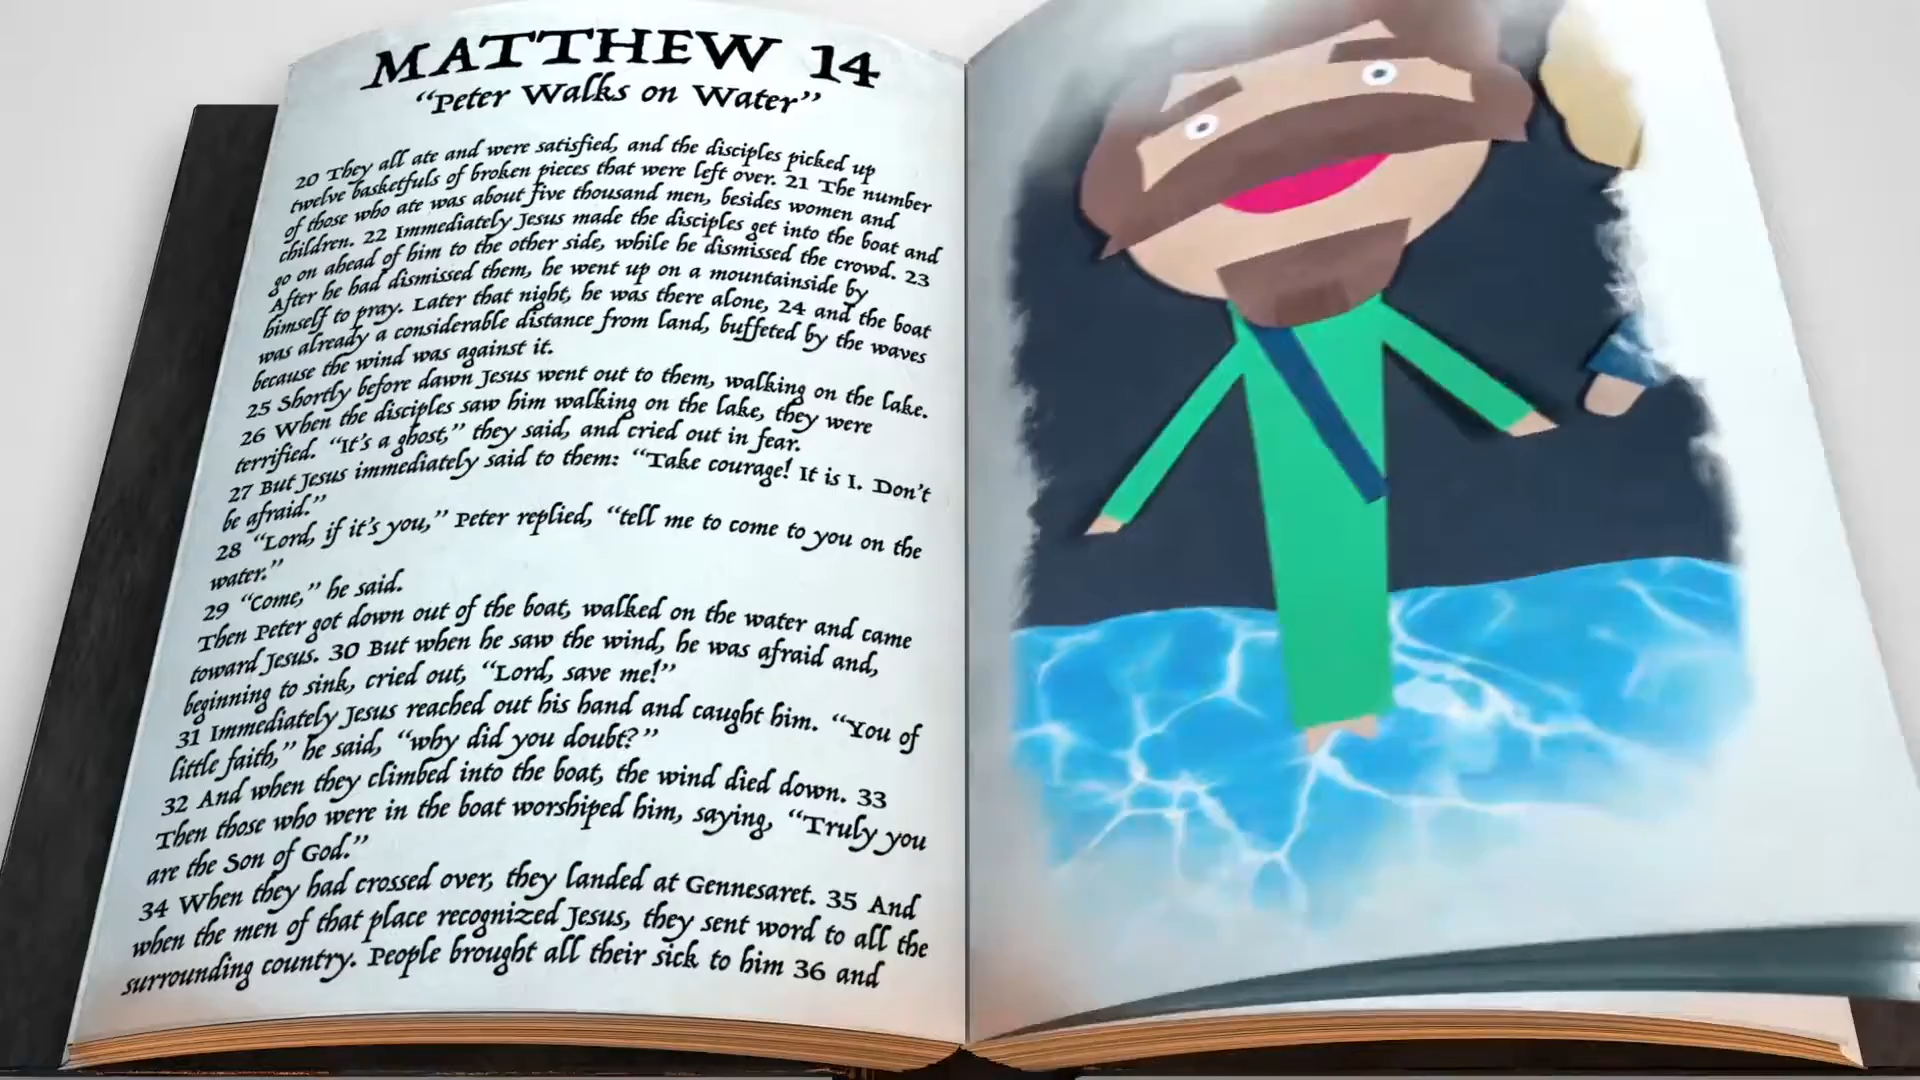 MATTHEW 14
“Peter Walks on Water”
20 They all ate and were satisfied, and the disciples picked up
twelve basketfuls of broken pieces that were left over. 21 The number
of those who ate was about five thousand men, besides women and
children. 22 Immediately Jesus made the disciples get into the boat and
go on ahead of him to the other side, while he dismissed the crowd. 23
After he had dismissed them, he went up on a mountainside by
himself to pray. Later that night, he was there alone, 24 and the boat
was already a considerable distance from land, buffeted by the waves
because the wind was against it.
25 Shortly before dawn Jesus went out to them, walking on the lake.
26 When the disciples saw him walking on the lake, they were
terrified. “It’s a ghost,” they said, and cried out in fear.
27 But Jesus immediately said to them: “Take courage! It is I. Don’t
be afraid.”
28 “Lord, if it’s you,” Peter replied, “tell me to come to you on the
water.”
29 “Come,” he said.
Then Peter got down out of the boat, walked on the water and came
toward Jesus. 30 But when he saw the wind, he was afraid and,
beginning to sink, cried out, “Lord, save me!”
31 Immediately Jesus reached out his hand and caught him. “You of
little faith,” he said, “why did you doubt?”
32 And when they climbed into the boat, the wind died down. 33
Then those who were in the boat worshiped him, saying, “Truly you
are the Son of God.”
34 When they had crossed over, they landed at Gennesaret. 35 And
when the men of that place recognized Jesus, they sent word to all the
surrounding country. People brought all their sick to him 36 and